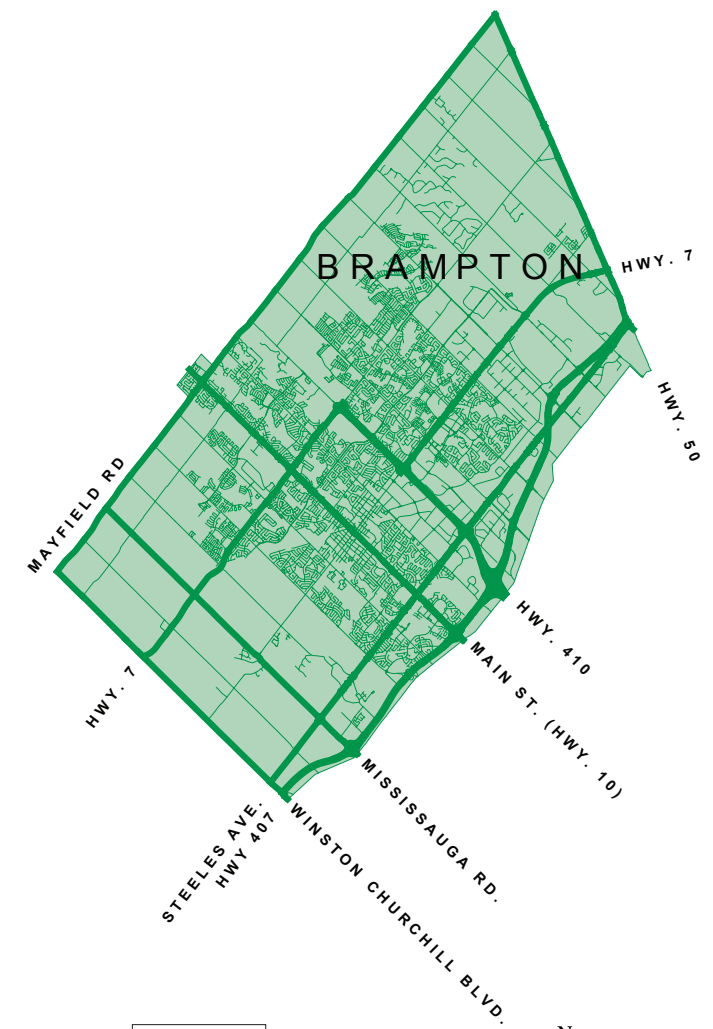 BRAMPTON
HWY. 7
HWY. 50
MAYFIELD RD
HWY. 7
HWY. 410
MAIN ST. (HWY. 10)
MISSISSAUGA RD.
STEELES AVE.
HWY 407
WINSTON CHURCHILL BLVD.
N